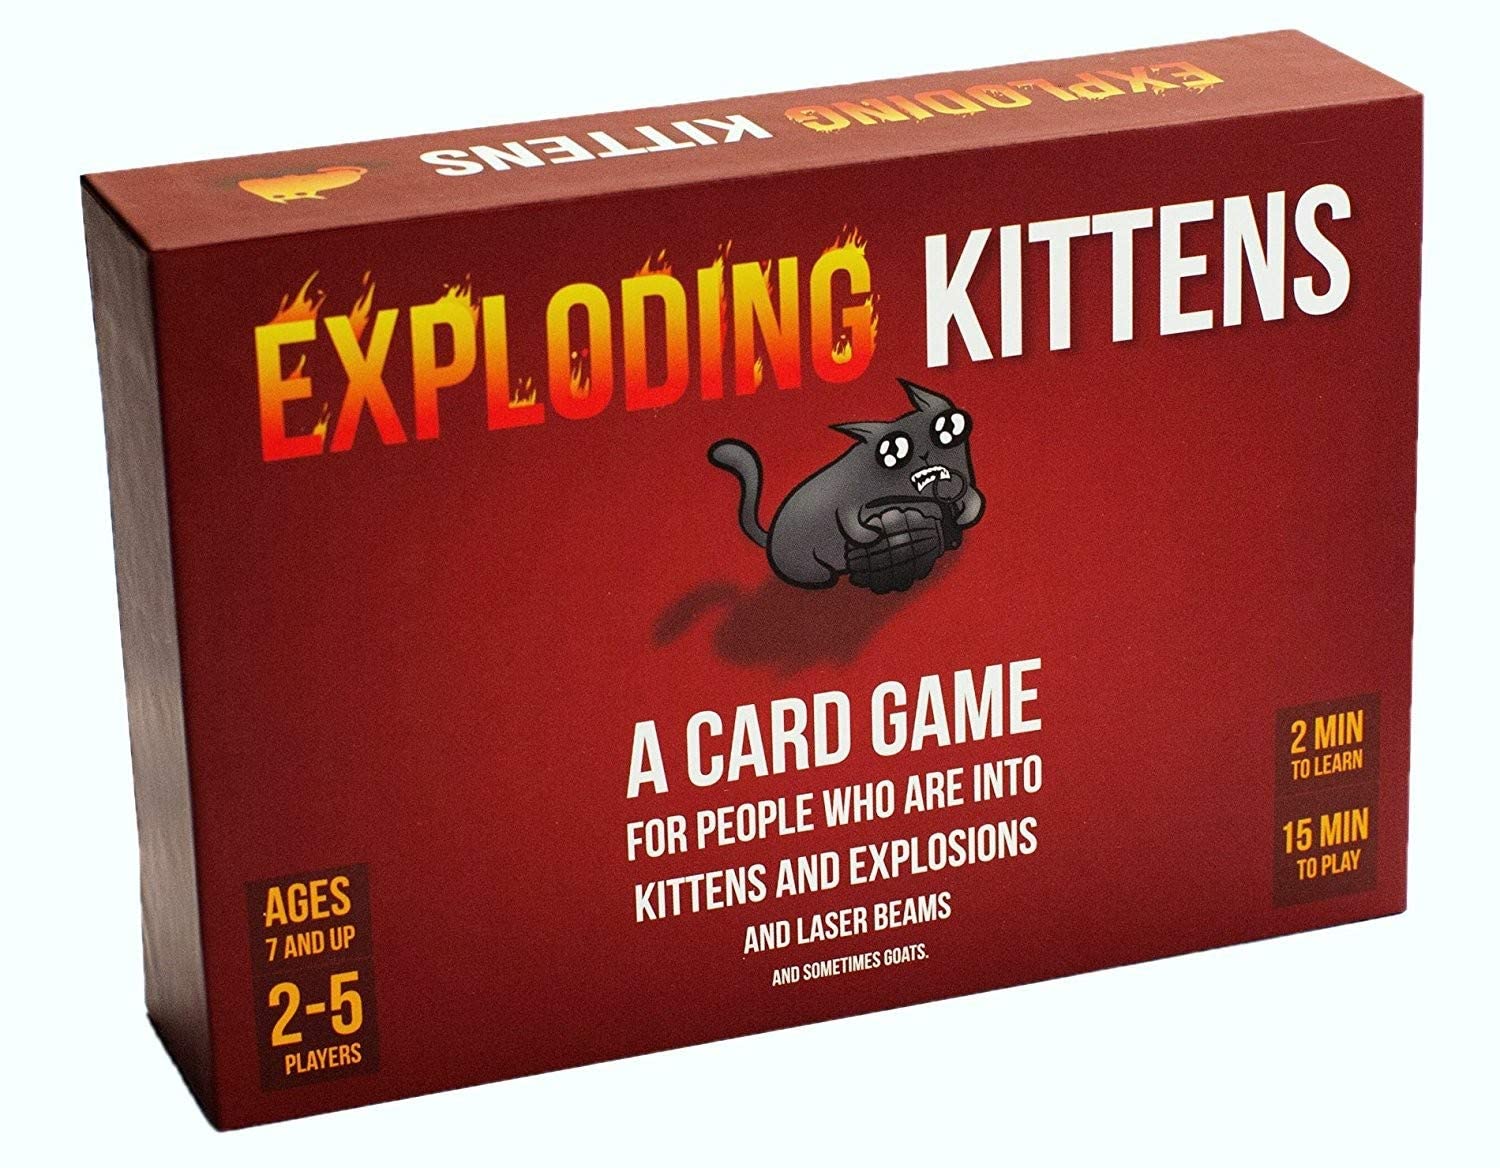 EXPLODING KITTENS
EXPLODING KITTENS
A CARD GAME
FOR PEOPLE WHO ARE INTO
KITTENS AND EXPLOSIONS
AND LASER BEAMS
AND SOMETIMES GOATS.
AGES
7 AND UP
2-5
PLAYERS
2 MIN
TO LEARN
15 MIN
TO PLAY